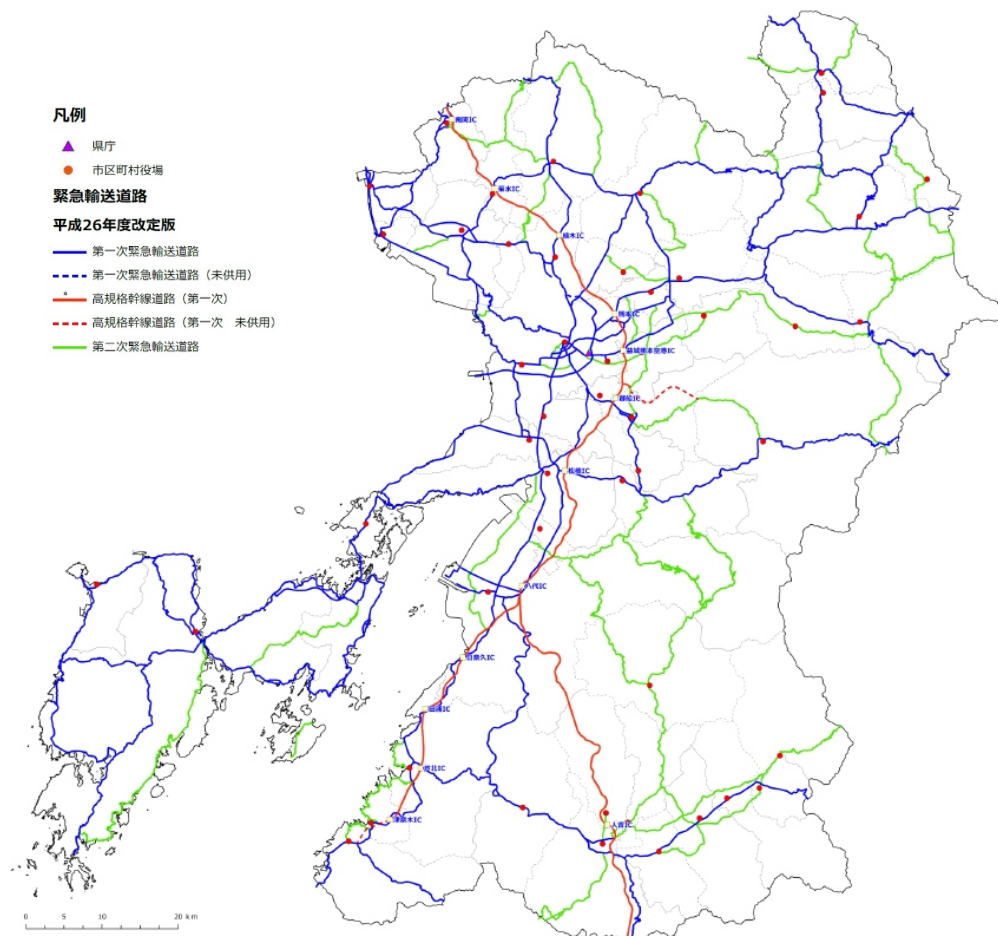 凡例
県庁
市区町村役場
緊急輸送道路
平成26年度改定版
第一次緊急輸送道路
第一次緊急輸送道路（未供用）
高規格幹線道路（第一次）
高規格幹線道路（第一次　未供用）
第二次緊急輸送道路
南関IC
菊水IC
植木IC
熊本IC
益城熊本空港IC
御船IC
松橋IC
八代IC
日奈久IC
田浦IC
芦北IC
津奈木IC
人吉IC
0 5 10 20 km